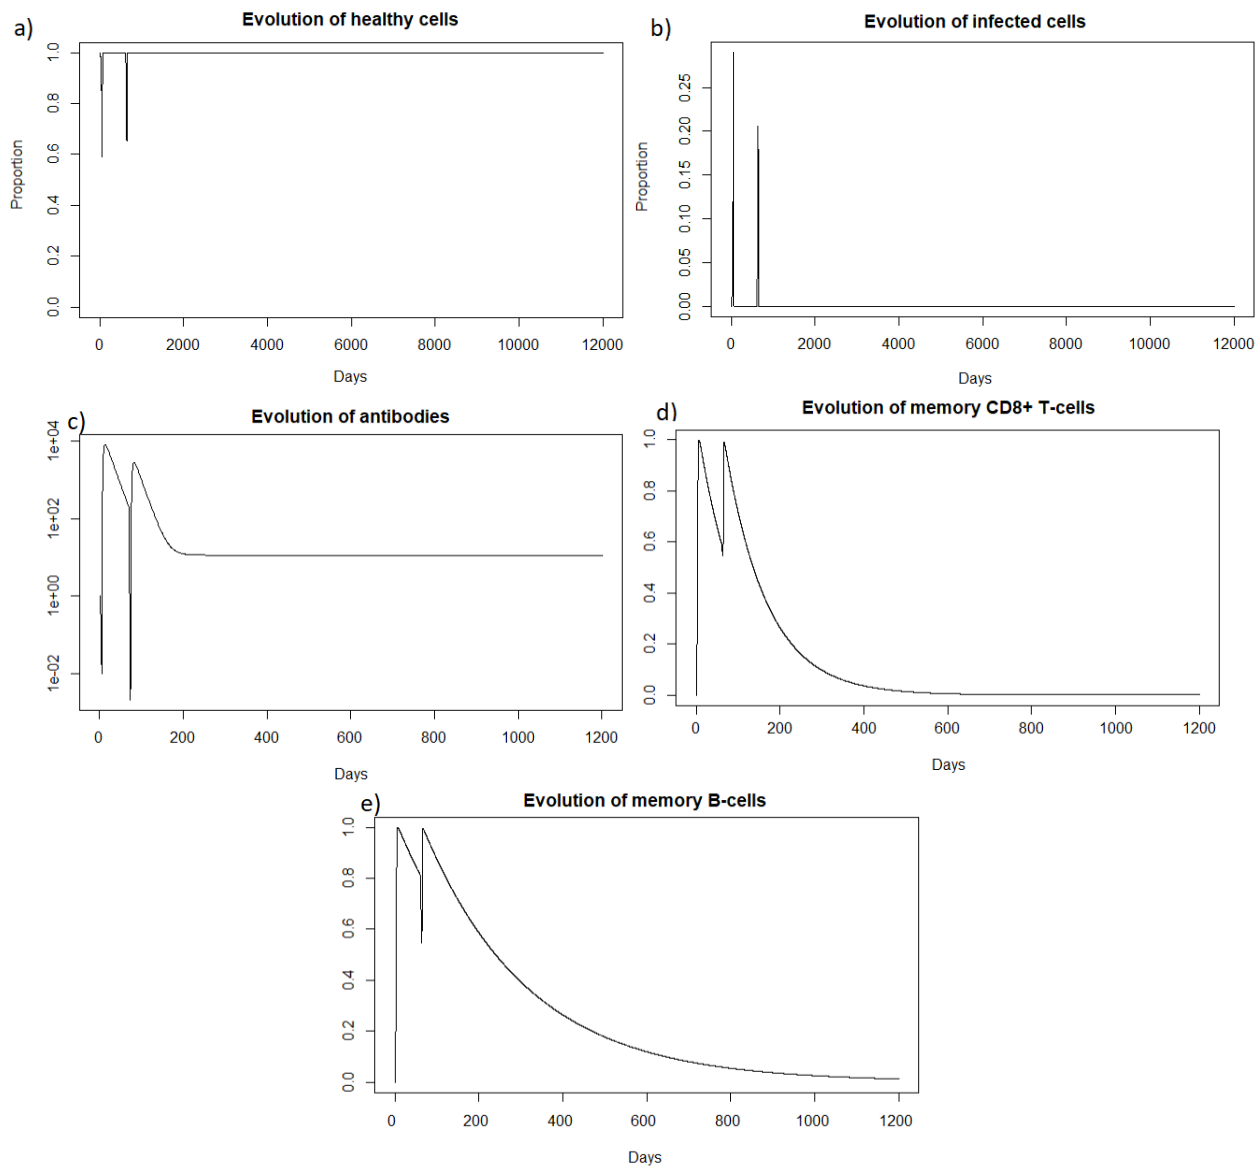 a)
Evolution of healthy cells
1.0
0.8
0.6
0.4
0.2
0.0
Proportion
0 2000 4000 6000 8000 10000 12000
Days
b)
Evolution of infected cells
0.25
0.20
0.15
0.10
0.05
0.00
Proportion
0 2000 4000 6000 8000 10000 12000
Days
c)
Evolution of antibodies
1e+04
1e+02
1e+00
1e-02
0 200 400 600 800 1000 1200
Days
d)
Evolution of memory CD8+ T-cells
1.0
0.8
0.6
0.4
0.2
0.0
0 200 400 600 800 1000 1200
Days
e)
Evolution of memory B-cells
1.0
0.8
0.6
0.4
0.2
0.0
0 200 400 600 800 1000 1200
Days